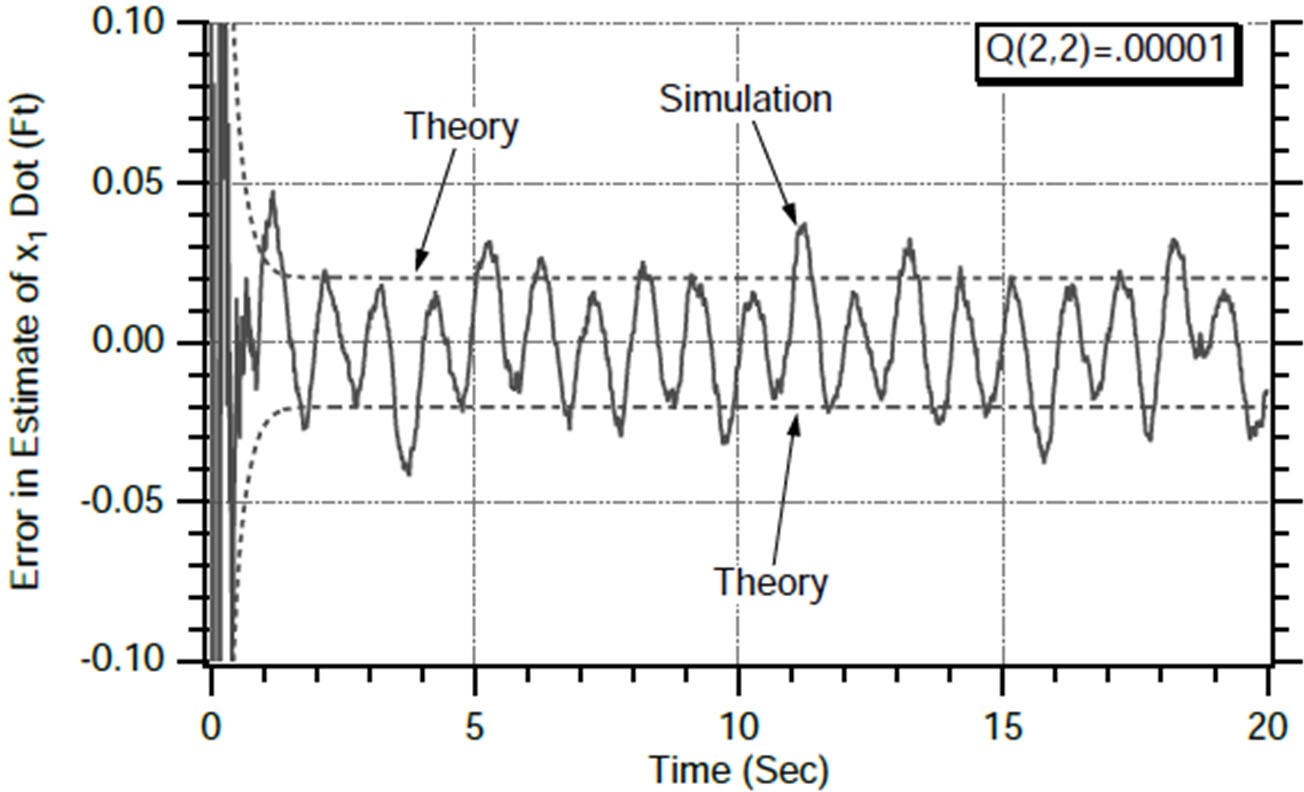 0.10
Q(2,2)=.00001
Simulation
Theory
0.05
0.00
-0.05
Theory
-0.10
Error in Estimate of x₁ Dot (Ft)
0
5
10
15
20
Time (Sec)